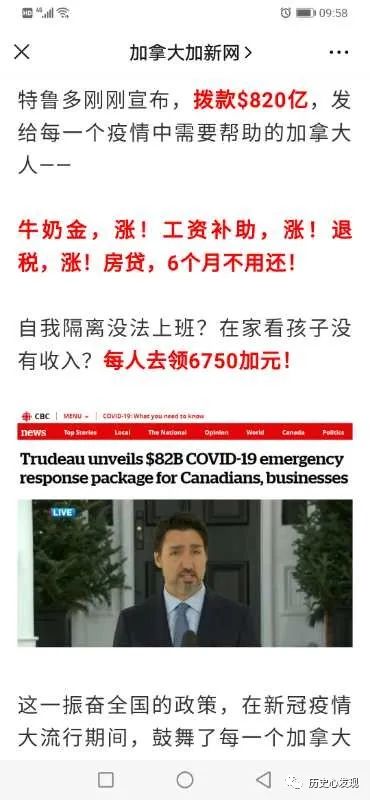 HD 4G 09:58
加拿大加新网
特鲁多刚刚宣布，拨款$820亿，发
给每一个疫情中需要帮助的加拿大
人——
牛奶金，涨！工资补助，涨！退
税，涨！房贷，6个月不用还！
自我隔离没法上班？在家看孩子没
有收入？每人去领6750加元！
CBC MENU COVID-19: What you need to know
news Top Stories Local The National Opinion World Canada Politics
Trudeau unveils $82B COVID-19 emergency
response package for Canadians, businesses
LIVE
这一振奋全国的政策，在新冠疫情
大流行期间，鼓舞了每一个加拿大
历史心发现